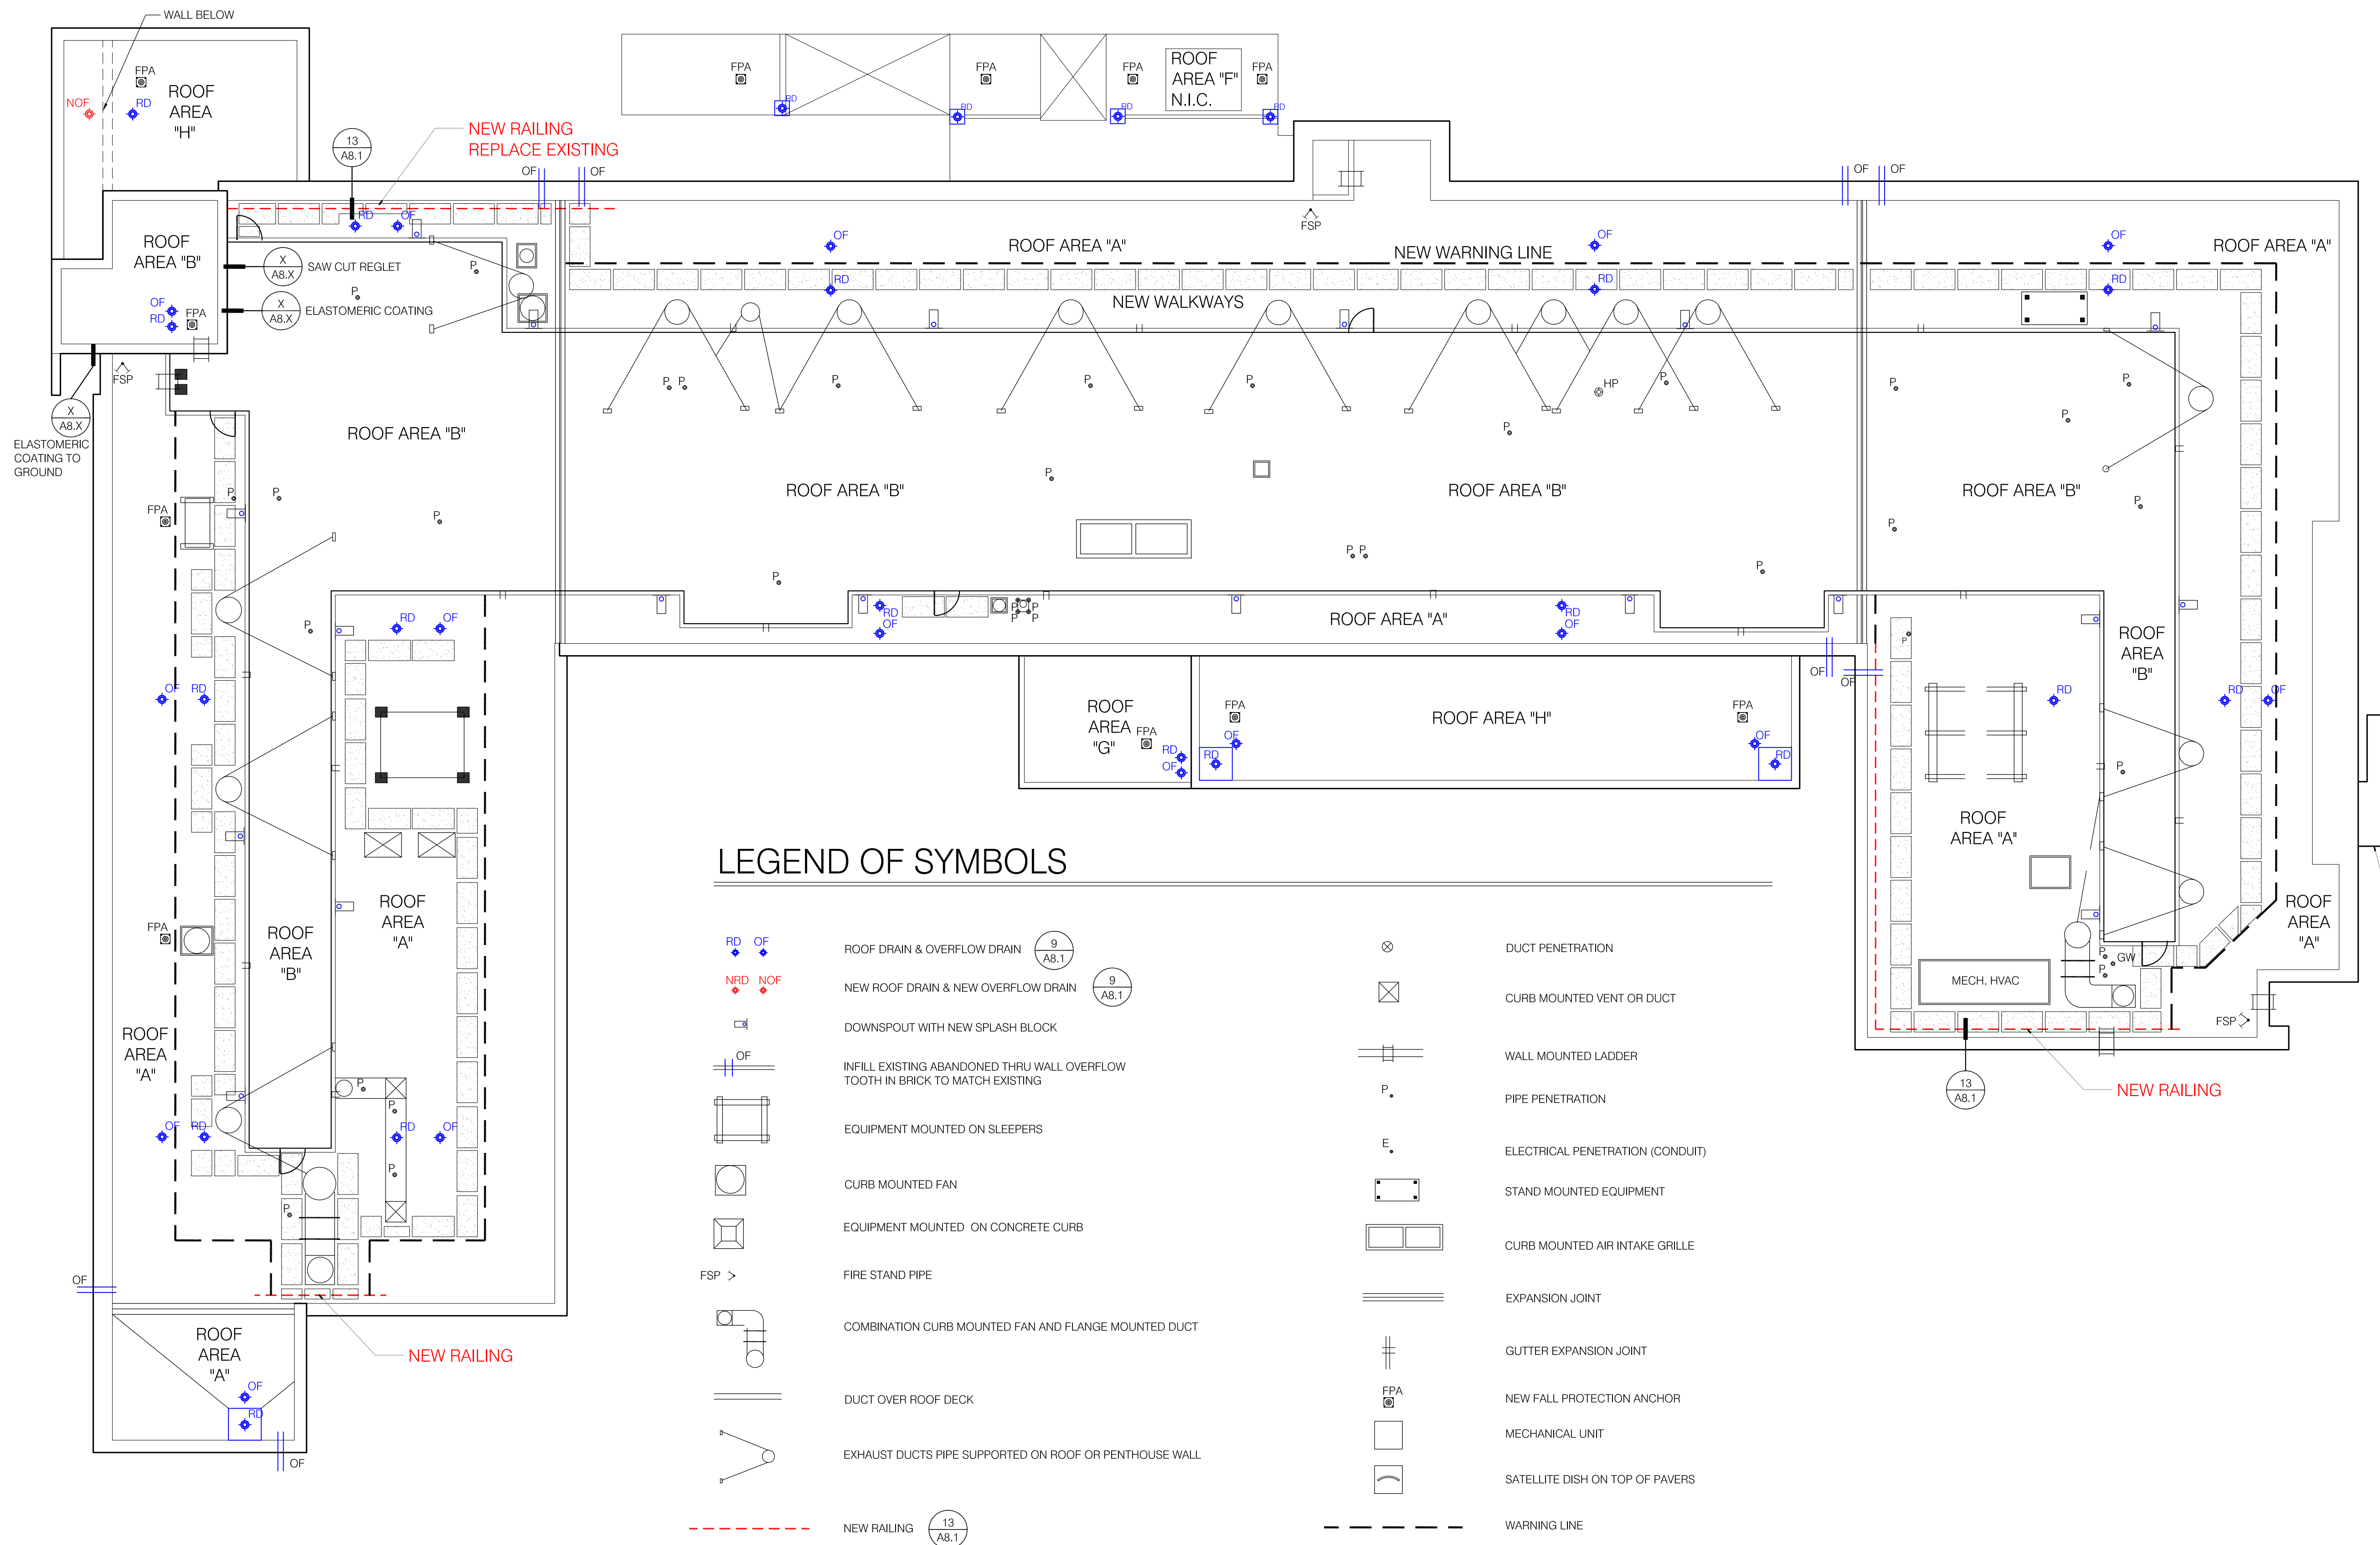 WALL BELOW
FPA
ROOF
AREA
"H"
NOF
RD
13
A8.1
NEW RAILING
REPLACE EXISTING
FPA
FPA
FPA
ROOF
AREA "F"
N.I.C.
FPA
RD
RD
RD
RD
OF
OF
OF
OF
ROOF
AREA "B"
RD
OF
X
A8.X
SAW CUT REGLET
P
P
X
A8.X
ELASTOMERIC COATING
OF
RD
FPA
FSP
OF
RD
ROOF AREA "A"
NEW WARNING LINE
NEW WALKWAYS
OF
RD
OF
RD
ROOF AREA "A"
FSP
X
A8.X
ELASTOMERIC
COATING TO
GROUND
P
P
P
P
P
HP
P
P
P
P
P
ROOF AREA "B"
ROOF AREA "B"
ROOF AREA "B"
ROOF AREA "B"
P
FPA
P
P
P
P
P
P
P
P
P
P
P
RD
OF
RD
OF
P
P
P
P
ROOF AREA "A"
RD
OF
OF
OF
P
ROOF
AREA
"B"
OF
RD
RD
RD
OF
ROOF
AREA
"G"
FPA
RD
OF
FPA
OF
RD
ROOF AREA "H"
FPA
OF
RD
P
ROOF
AREA "A"
LEGEND OF SYMBOLS
ROOF
AREA
"A"
FPA
ROOF
AREA
"B"
ROOF
AREA
"A"
P
GW
P
MECH. HVAC
FSP
13
A8.1
NEW RAILING
ROOF
AREA
"A"
P
P
OF
RD
RD
OF
P
P
OF
NEW RAILING
ROOF
AREA
"A"
OF
RD
OF
RD OF
ROOF DRAIN & OVERFLOW DRAIN
9
A8.1
NRD NOF
NEW ROOF DRAIN & NEW OVERFLOW DRAIN
9
A8.1
DOWNSPOUT WITH NEW SPLASH BLOCK
OF
INFILL EXISTING ABANDONED THRU WALL OVERFLOW
TOOTH IN BRICK TO MATCH EXISTING
EQUIPMENT MOUNTED ON SLEEPERS
CURB MOUNTED FAN
EQUIPMENT MOUNTED ON CONCRETE CURB
FSP
FIRE STAND PIPE
COMBINATION CURB MOUNTED FAN AND FLANGE MOUNTED DUCT
DUCT OVER ROOF DECK
EXHAUST DUCTS PIPE SUPPORTED ON ROOF OR PENTHOUSE WALL
NEW RAILING
13
A8.1
DUCT PENETRATION
CURB MOUNTED VENT OR DUCT
WALL MOUNTED LADDER
P
PIPE PENETRATION
E
ELECTRICAL PENETRATION (CONDUIT)
STAND MOUNTED EQUIPMENT
CURB MOUNTED AIR INTAKE GRILLE
EXPANSION JOINT
GUTTER EXPANSION JOINT
FPA
NEW FALL PROTECTION ANCHOR
MECHANICAL UNIT
SATELLITE DISH ON TOP OF PAVERS
WARNING LINE